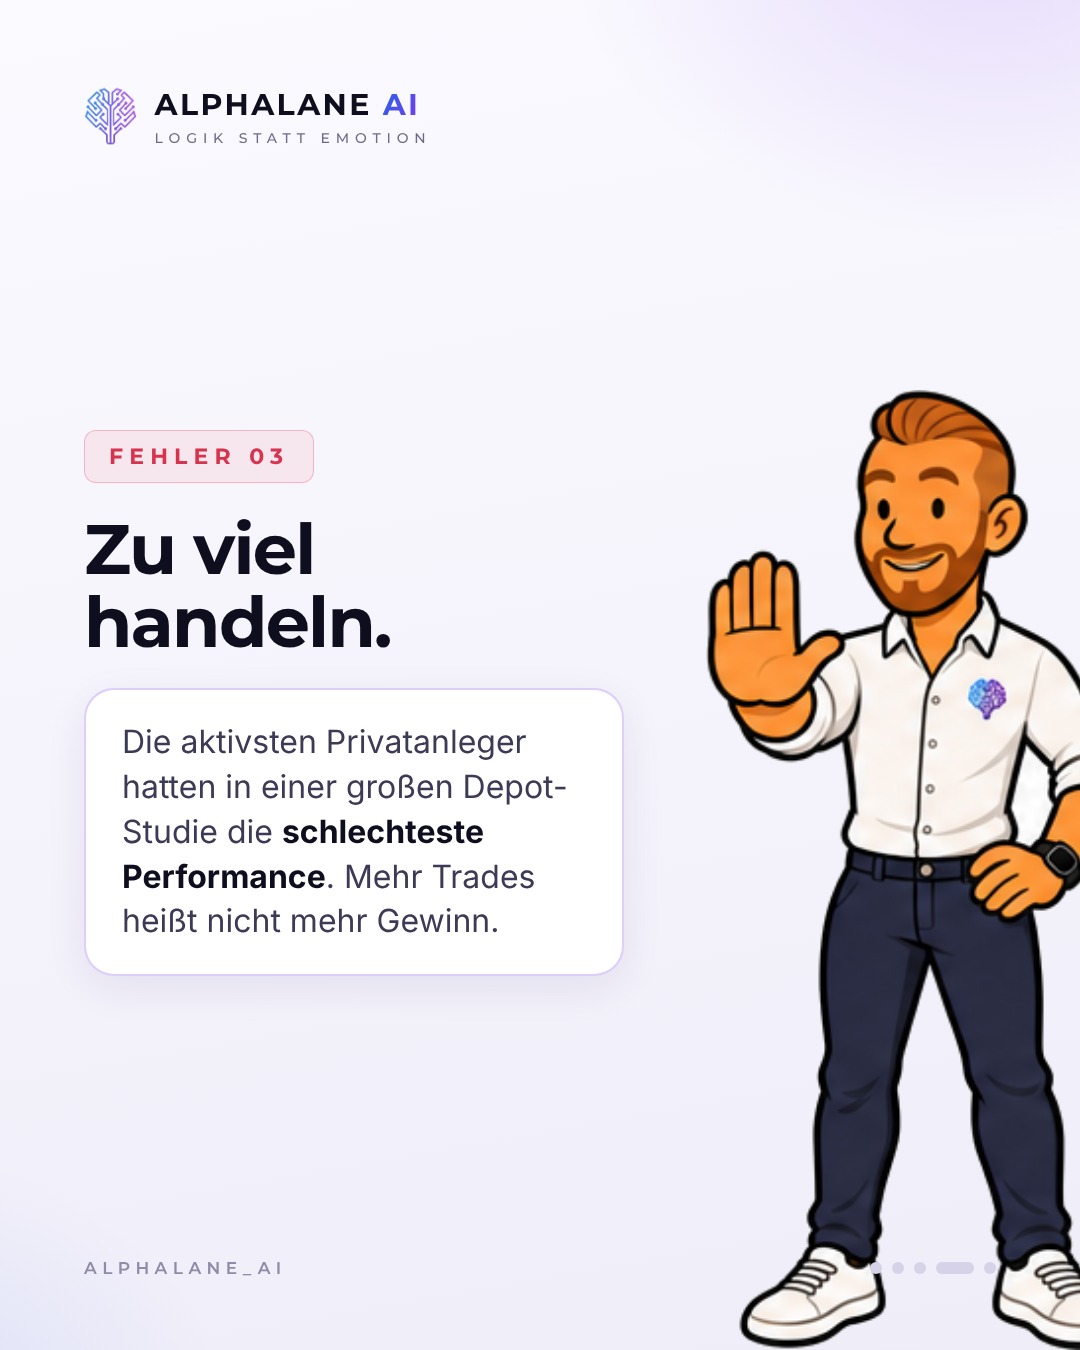 ALPHALANE AI
LOGIK STATT EMOTION
FEHLER 03
Zu viel
handeln.
Die aktivsten Privatanleger
hatten in einer großen Depot-
Studie die schlechteste
Performance. Mehr Trades
heißt nicht mehr Gewinn.
ALPHALANE_AI